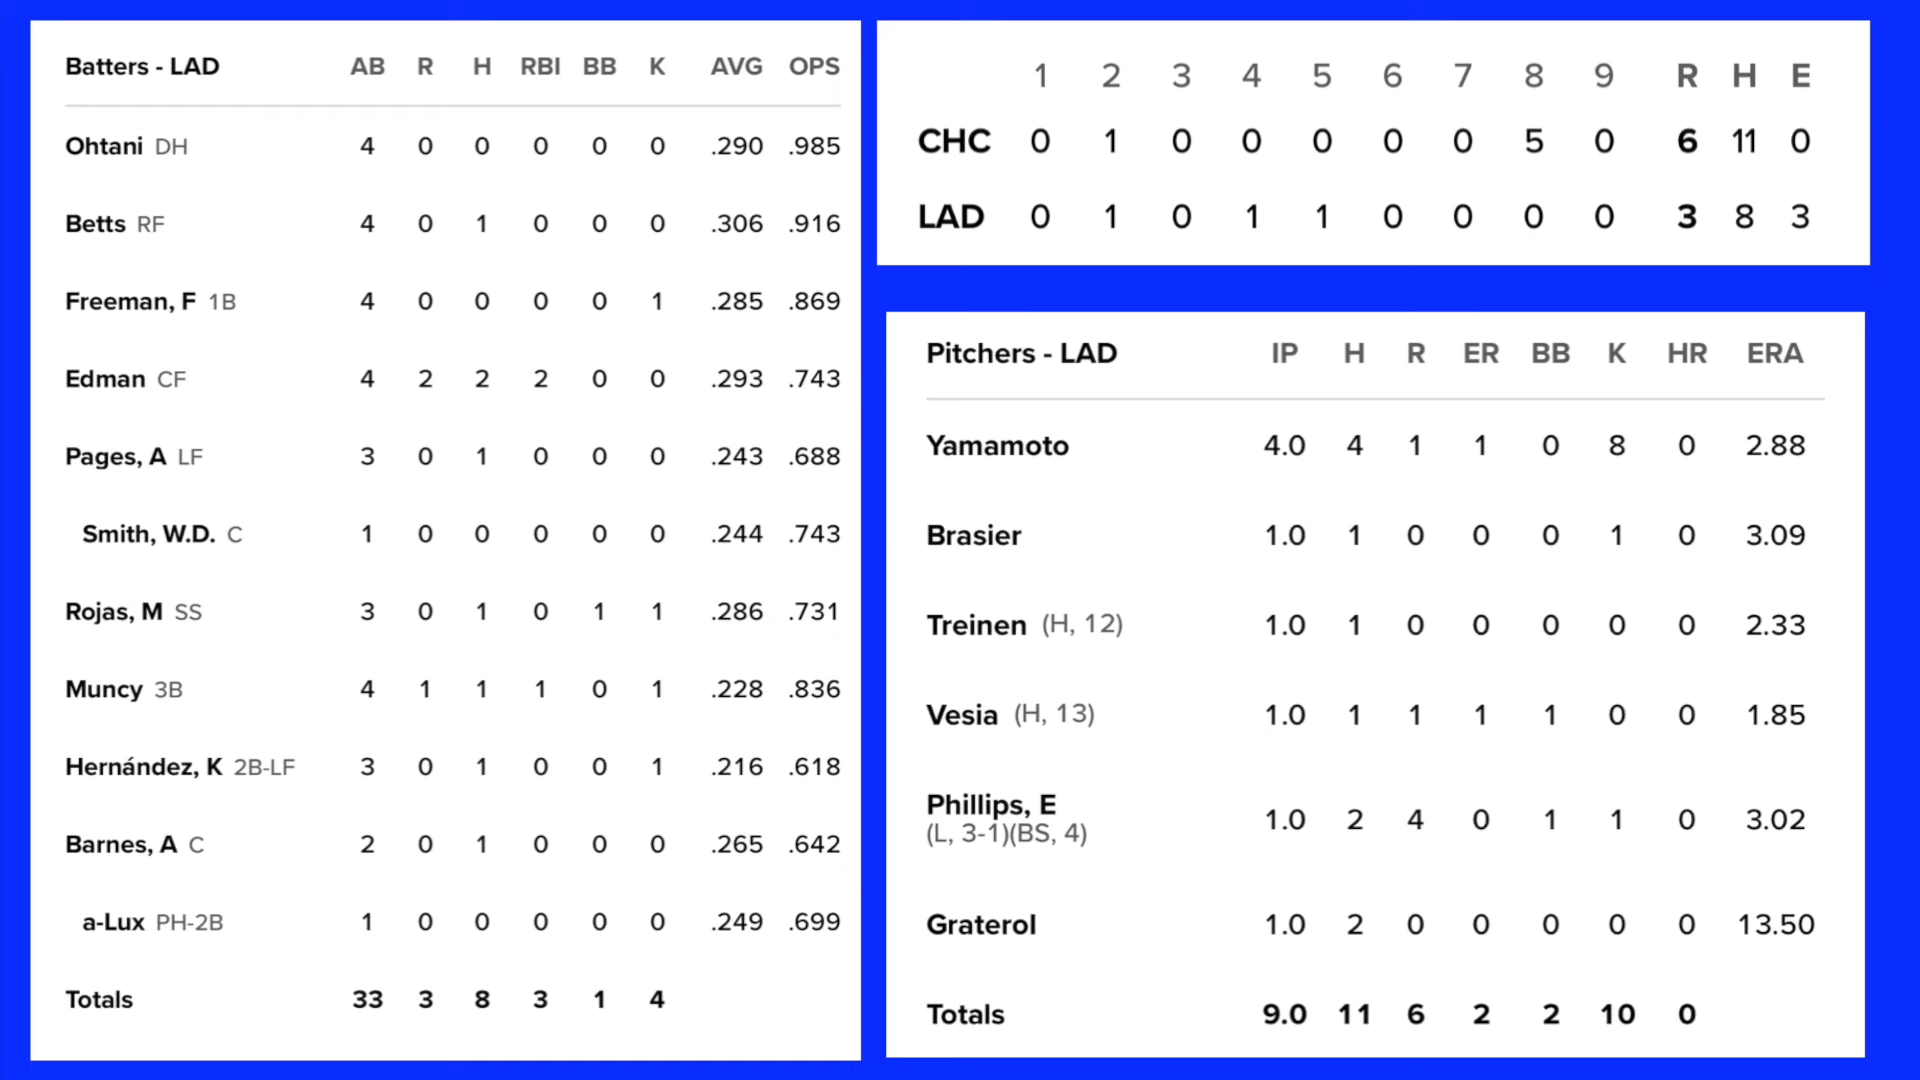 Batters - LAD AB R H RBI BB K AVG OPS
Ohtani DH 4 0 0 0 0 0 .290 .985
Betts RF 4 0 1 0 0 0 .306 .916
Freeman, F 1B 4 0 0 0 0 1 .285 .869
Edman CF 4 2 2 2 0 0 .293 .743
Pages, A LF 3 0 1 0 0 0 .243 .688
Smith, W.D. C 1 0 0 0 0 0 .244 .743
Rojas, M SS 3 0 1 0 1 1 .286 .731
Muncy 3B 4 1 1 1 0 1 .228 .836
Hernández, K 2B-LF 3 0 1 0 0 1 .216 .618
Barnes, A C 2 0 1 0 0 0 .265 .642
a-Lux PH-2B 1 0 0 0 0 0 .249 .699
Totals 33 3 8 3 1 4
1 2 3 4 5 6 7 8 9 R H E
CHC 0 1 0 0 0 0 0 5 0 6 11 0
LAD 0 1 0 1 1 0 0 0 0 3 8 3
Pitchers - LAD IP H R ER BB K HR ERA
Yamamoto 4.0 4 1 1 0 8 0 2.88
Brasier 1.0 1 0 0 0 1 0 3.09
Treinen (H, 12) 1.0 1 0 0 0 0 0 2.33
Vesia (H, 13) 1.0 1 1 1 1 0 0 1.85
Phillips, E
(L, 3-1)(BS, 4) 1.0 2 4 0 1 1 0 3.02
Graterol 1.0 2 0 0 0 0 0 13.50
Totals 9.0 11 6 2 2 10 0